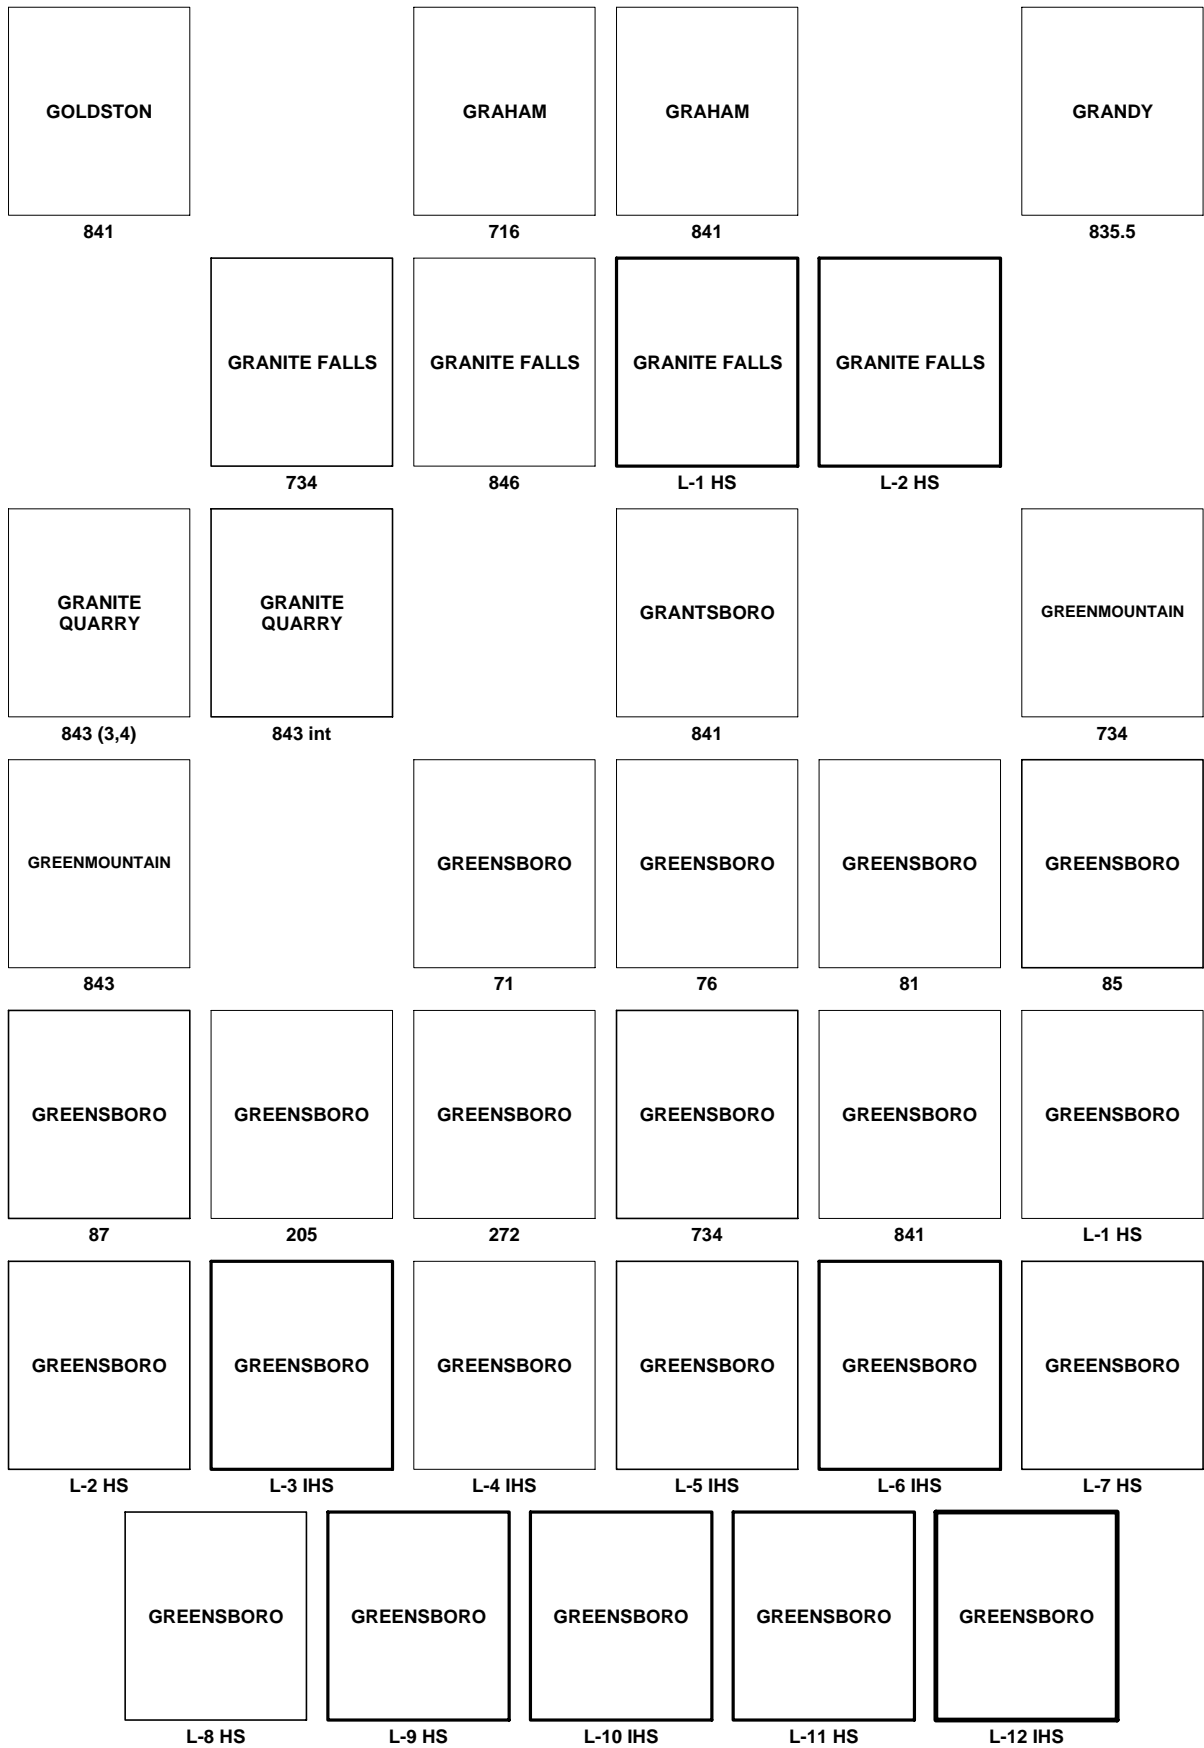 GOLDSTON
GRAHAM
GRAHAM
GRANDY
841
716
841
835.5
GRANITE FALLS
GRANITE FALLS
GRANITE FALLS
GRANITE FALLS
734
846
L-1 HS
L-2 HS
GRANITE
QUARRY
GRANITE
QUARRY
GRANTSBORO
GREENMOUNTAIN
843 (3,4)
843 int
841
734
GREENMOUNTAIN
GREENSBORO
GREENSBORO
GREENSBORO
GREENSBORO
843
71
76
81
85
GREENSBORO
GREENSBORO
GREENSBORO
GREENSBORO
GREENSBORO
GREENSBORO
87
205
272
734
841
L-1 HS
GREENSBORO
GREENSBORO
GREENSBORO
GREENSBORO
GREENSBORO
GREENSBORO
L-2 HS
L-3 IHS
L-4 IHS
L-5 IHS
L-6 IHS
L-7 HS
GREENSBORO
GREENSBORO
GREENSBORO
GREENSBORO
GREENSBORO
L-8 HS
L-9 HS
L-10 IHS
L-11 HS
L-12 IHS